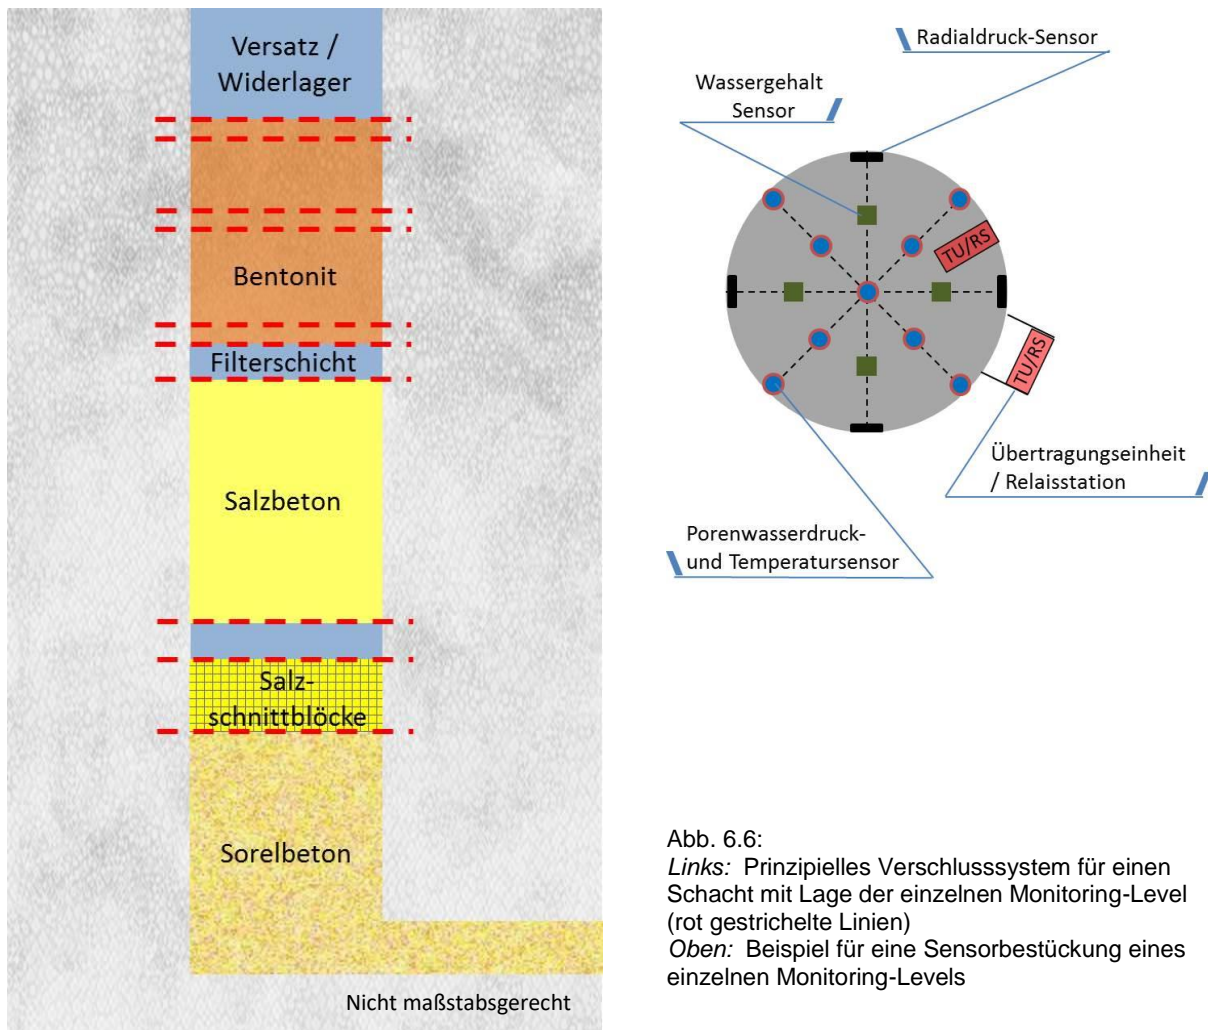 Versatz /
Widerlager
Bentonit
Filterschicht
Salzbeton
Salz-
schnittblöcke
Sorelbeton
Nicht maßstabsgerecht
Radialdruck-Sensor
Wassergehalt
Sensor
TU/RS
TU/RS
Übertragungseinheit
/ Relaisstation
Porenwasserdruck-
und Temperatursensor
Abb. 6.6:
Links: Prinzipielles Verschlusssystem für einen
Schacht mit Lage der einzelnen Monitoring-Level
(rot gestrichelte Linien)
Oben: Beispiel für eine Sensorbestückung eines
einzelnen Monitoring-Levels